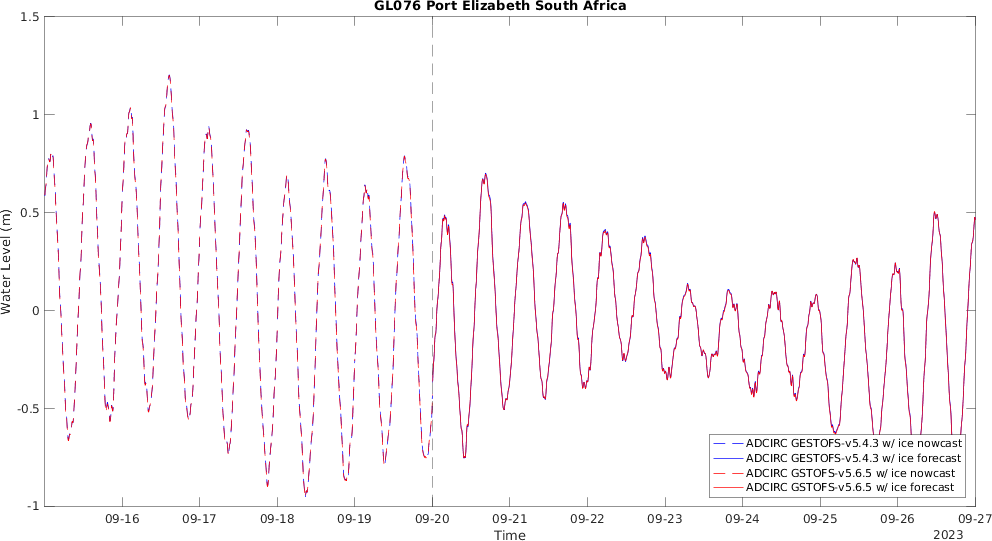 GL076 Port Elizabeth South Africa
1.5
1
0.5
0
-0.5
-1
Water Level (m)
ADCIRC GESTOFS-v5.4.3 w/ ice nowcast
ADCIRC GESTOFS-v5.4.3 w/ ice forecast
ADCIRC GSTOFS-v5.6.5 w/ ice nowcast
ADCIRC GSTOFS-v5.6.5 w/ ice forecast
09-16 09-17 09-18 09-19 09-20 09-21 09-22 09-23 09-24 09-25 09-26 09-27
Time
2023